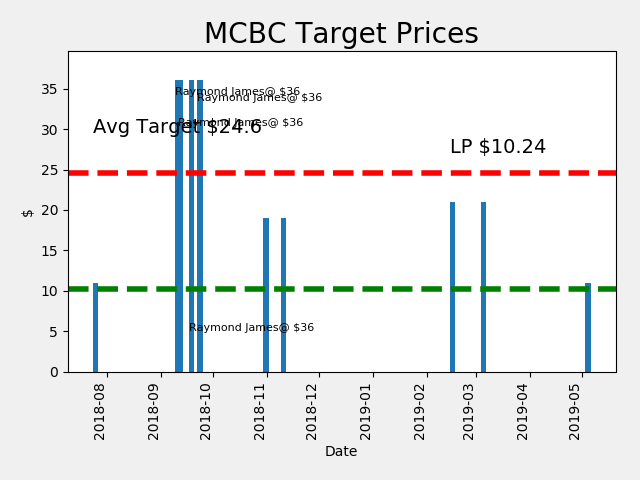 MCBC Target Prices
Raymond James@ $36
Raymond James@ $36
Raymond James@ $36
Avg Target $24.6
LP $10.24
Raymond James@ $36
$
35
30
25
20
15
10
5
0
2018-08
2018-09
2018-10
2018-11
2018-12
2019-01
2019-02
2019-03
2019-04
2019-05
Date